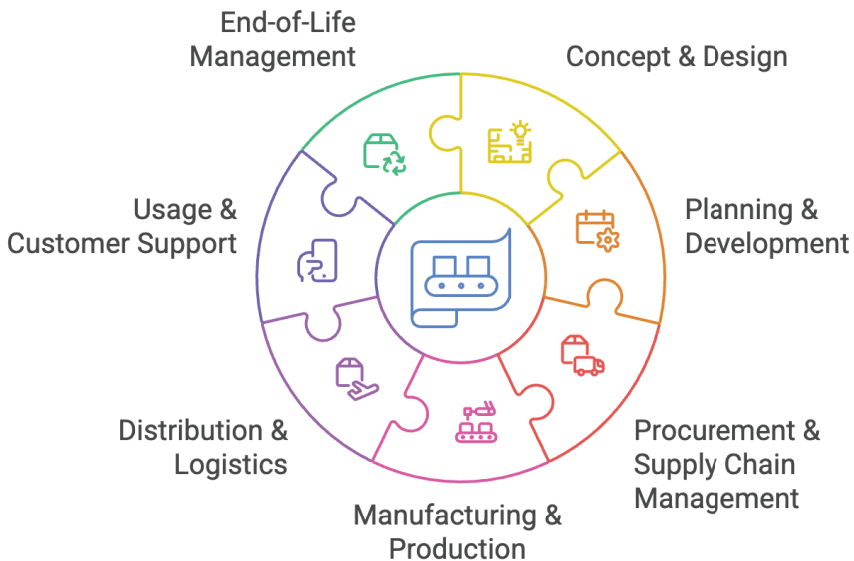 End-of-Life
Management
Concept & Design
Usage &
Customer Support
Planning &
Development
Distribution &
Logistics
Procurement &
Supply Chain
Management
Manufacturing &
Production